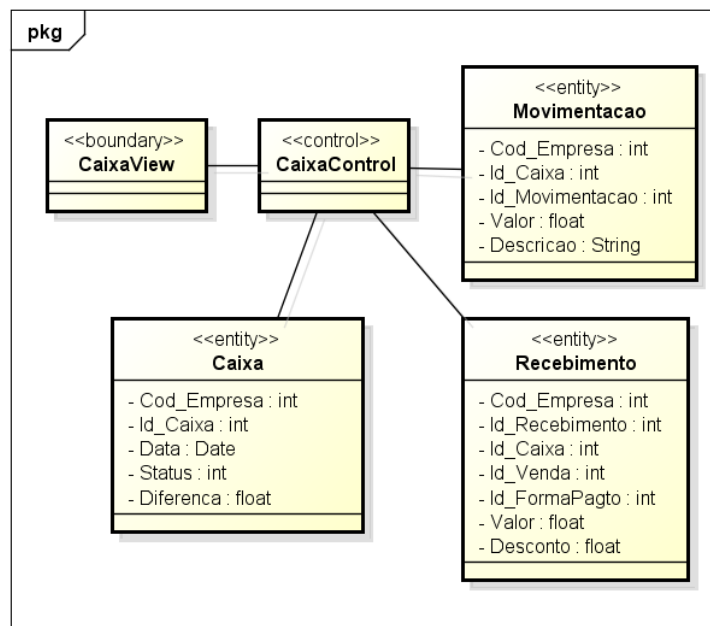 pkg
<<boundary>>
CaixaView
<<control>>
CaixaControl
<<entity>>
Movimentacao
- Cod_Empresa : int
- Id_Caixa : int
- Id_Movimentacao : int
- Valor : float
- Descricao : String
<<entity>>
Caixa
- Cod_Empresa : int
- Id_Caixa : int
- Data : Date
- Status : int
- Diferenca : float
<<entity>>
Recebimento
- Cod_Empresa : int
- Id_Recebimento : int
- Id_Caixa : int
- Id_Venda : int
- Id_FormaPagto : int
- Valor : float
- Desconto : float